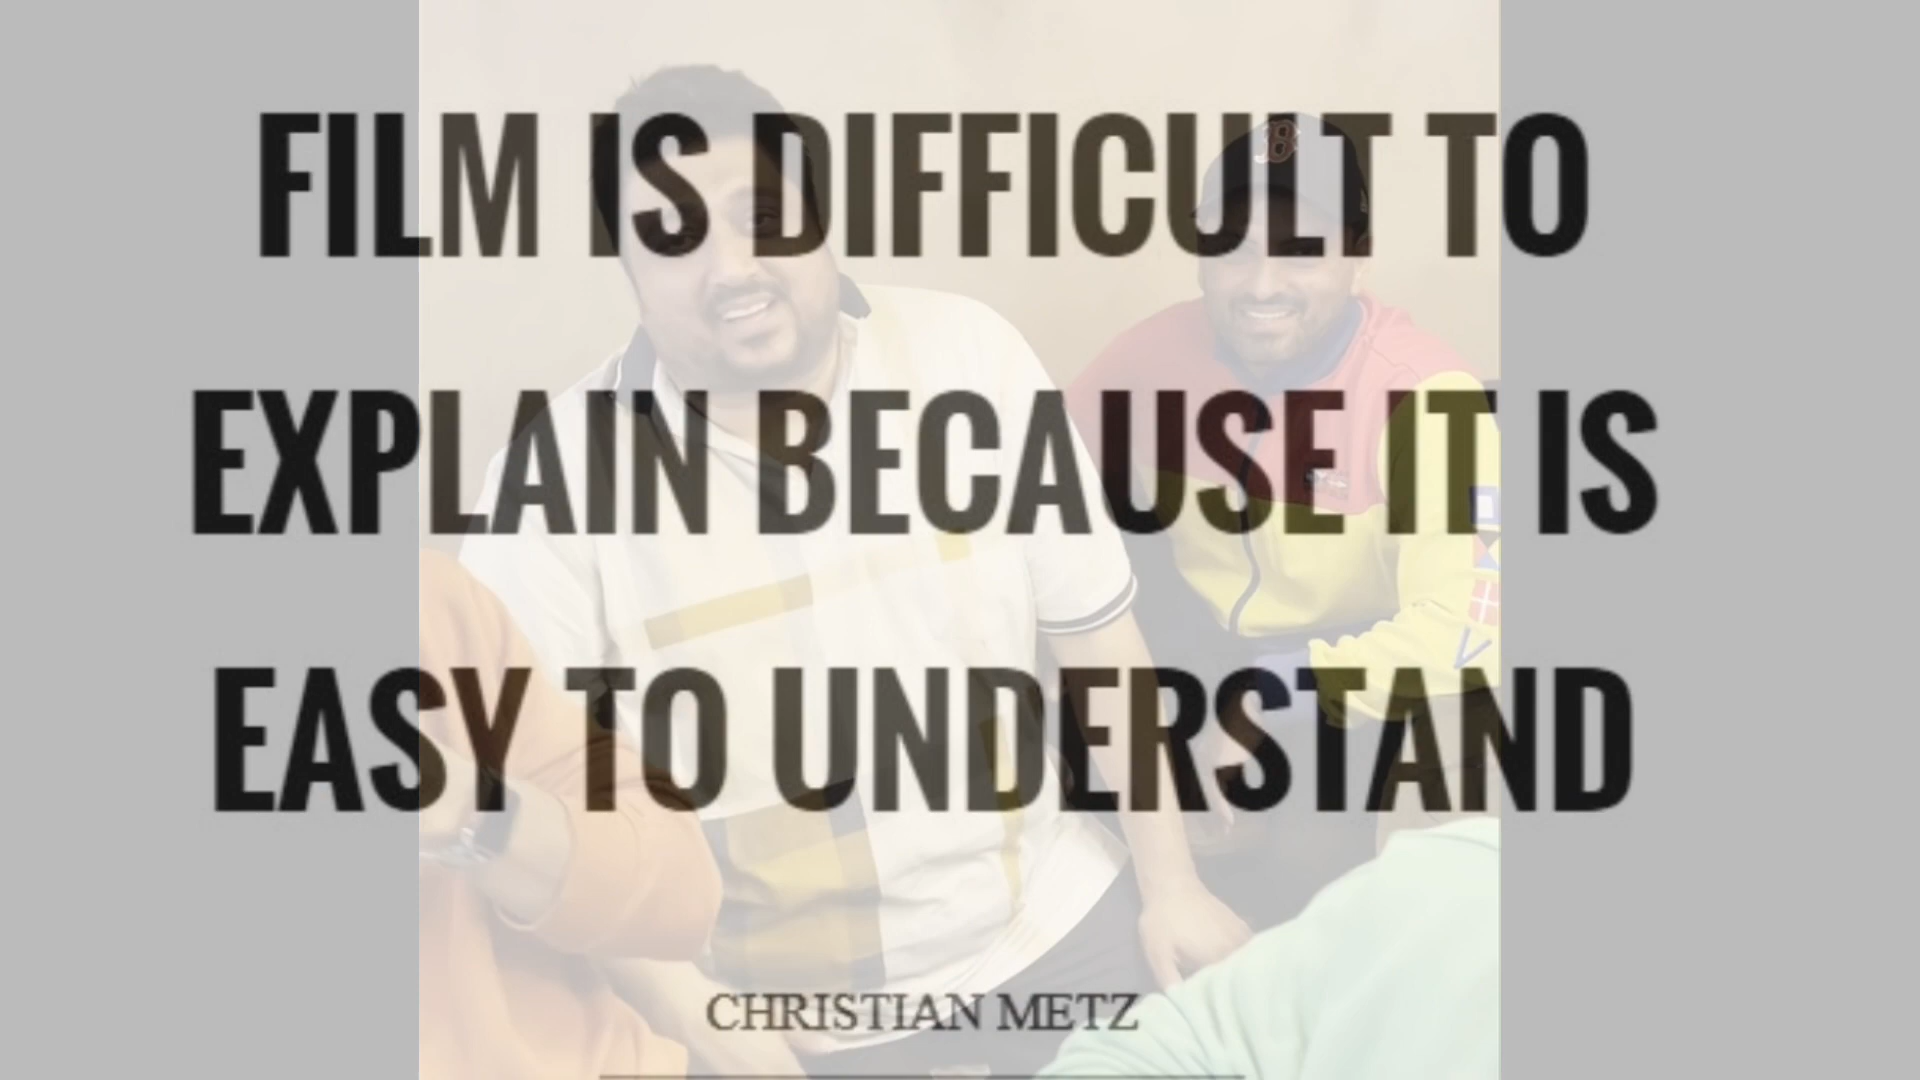 FILM IS DIFFICULT TO
EXPLAIN BECAUSE IT IS
EASY TO UNDERSTAND
CHRISTIAN METZ
B